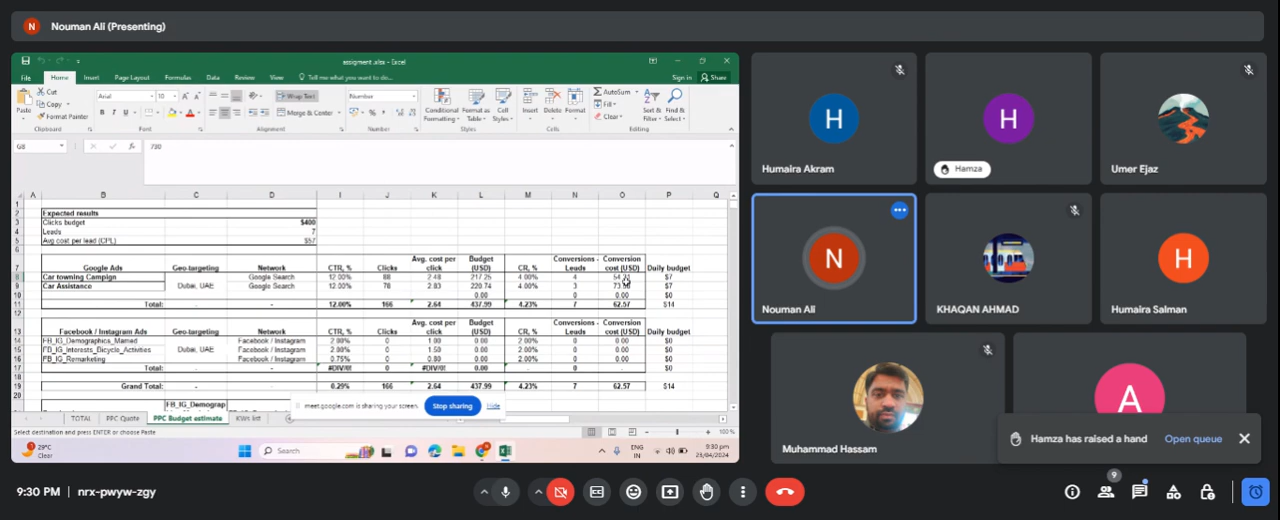 N Nouman Ali (Presenting)
assigment.xlsx - Excel
File Home Insert Page Layout Formulas Data Review View Tell me what you want to do... Sign in Share
Cut
Copy
Format Painter
Paste
Clipboard
Arial 10
Font
Wrap Text
Merge & Center
Alignment
Number
Number
Conditional Formatting
Format as Table
Cell Styles
Styles
Insert Delete Format
Cells
AutoSum
Fill
Clear
Sort & Filter
Find & Select
Editing
G8 730
A B C D I J K L M N O P Q
Expected results
Clicks budget $400
Leads 7
Avg cost per lead (CPL) $57
Google Ads Geo-targeting Network CTR, % Clicks Avg. cost per click Budget (USD) CR, % Conversions - Leads Conversion cost (USD) Daily budget
Car towning Campign Google Search 12.00% 88 2.48 217.25 4.00% 4 $7
Car Assistance Dubai, UAE Google Search 12.00% 78 2.83 220.74 4.00% 3 $7
0.00 0 0.00 $0
Total: - - 12.00% 166 2.64 437.99 4.23% 7 62.57 $14
Facebook / Instagram Ads Geo-targeting Network CTR, % Clicks Avg. cost per click Budget (USD) CR, % Conversions - Leads Conversion cost (USD) Daily budget
FB_IG_Demographics_Married Facebook / Instagram 2.00% 0 1.00 0.00 2.00% 0 0.00 $0
FB_IG_Interests_Bicycle_Activities Dubai, UAE Facebook / Instagram 2.00% 0 1.50 0.00 2.00% 0 0.00 $0
FB_IG_Remarketing Facebook / Instagram 0.75% 0 0.80 0.00 2.00% 0 0.00 $0
Total: - - #DIV/0! 0 #DIV/0! 0.00 - 0 - $0
Grand Total: - - 0.29% 166 2.64 437.99 4.23% 7 62.57 $14
FB_IG_Demograp
TOTAL PPC Quote PPC Budget estimate KWs list
meet.google.com is sharing your screen. Stop sharing Hide
Select destination and press ENTER or choose Paste 100 %
29°C
Clear
Search
ENG
IN
9:30 pm
23/04/2024
H
Humaira Akram
H
Hamza
Umer Ejaz
N
Nouman Ali
KHAQAN AHMAD
H
Humaira Salman
Muhammad Hassam
A
Hamza has raised a hand Open queue
9:30 PM | nrx-pwyw-zgy
9